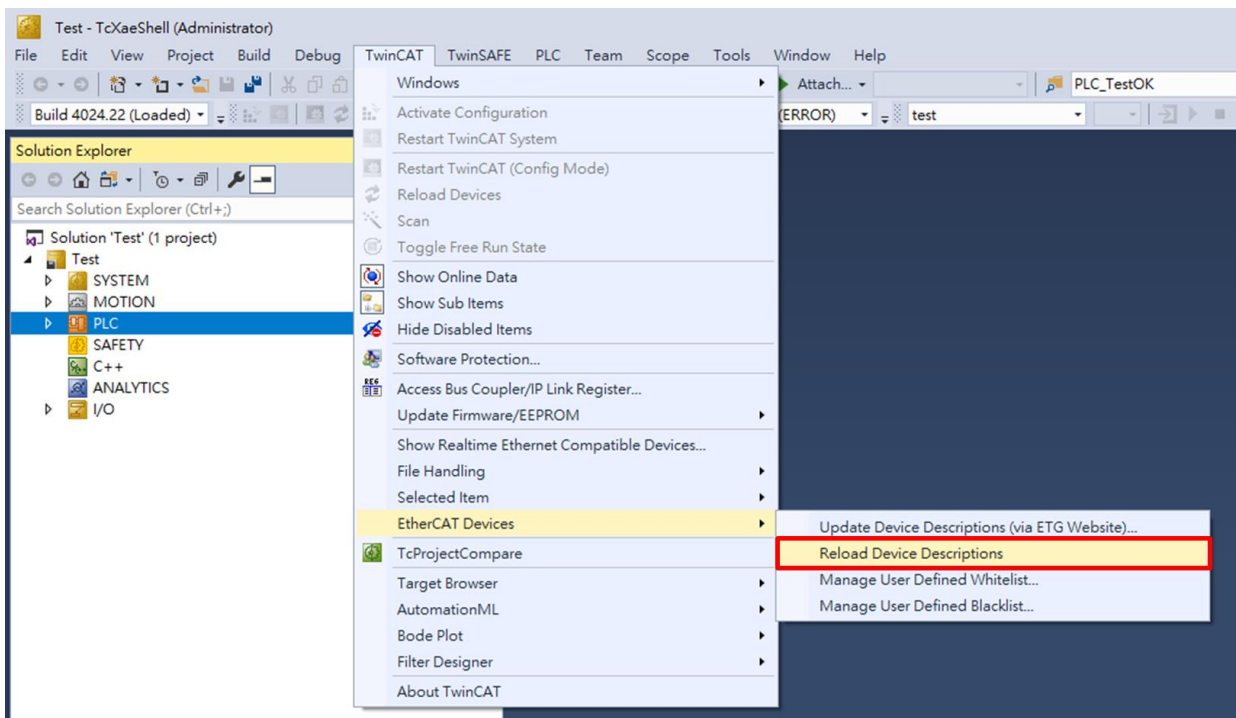 Test - TcXaeShell (Administrator)
File Edit View Project Build Debug TwinCAT TwinSAFE PLC Team Scope Tools Window Help
Attach... PLC_TestOK
Build 4024.22 (Loaded) (ERROR) test
Solution Explorer
Search Solution Explorer (Ctrl+;)
Solution 'Test' (1 project)
Test
SYSTEM
MOTION
PLC
SAFETY
C++
ANALYTICS
I/O
Windows
Activate Configuration
Restart TwinCAT System
Restart TwinCAT (Config Mode)
Reload Devices
Scan
Toggle Free Run State
Show Online Data
Show Sub Items
Hide Disabled Items
Software Protection...
REG
Access Bus Coupler/IP Link Register...
Update Firmware/EEPROM
Show Realtime Ethernet Compatible Devices...
File Handling
Selected Item
EtherCAT Devices
TcProjectCompare
Target Browser
AutomationML
Bode Plot
Filter Designer
About TwinCAT
Update Device Descriptions (via ETG Website)...
Reload Device Descriptions
Manage User Defined Whitelist...
Manage User Defined Blacklist...